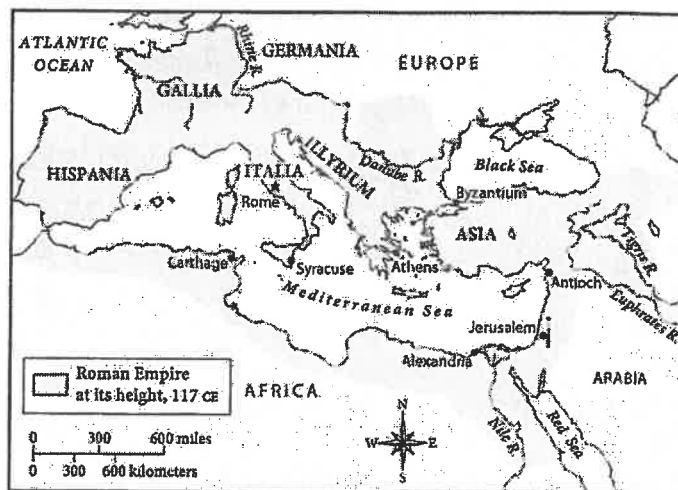 ATLANTIC
OCEAN
Rhine R.
GERMANIA
EUROPE
GALLIA
HISPANIA
ITALIA
Rome
ILLYRIUM
Danube R.
Black Sea
Byzantium
ASIA
Tigris R.
Carthage
Syracuse
Athens
Antioch
Euphrates R.
Mediterranean Sea
Jerusalem
Alexandria
Roman Empire
at its height, 117 CE
AFRICA
ARABIA
Nile R.
Red Sea
N
W
E
S
0 300 600 miles
0 300 600 kilometers